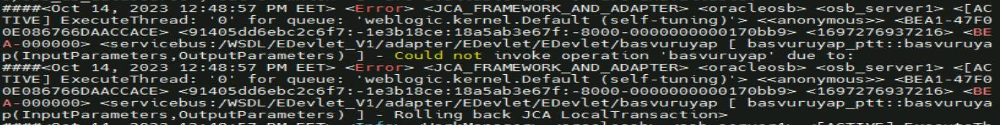 ####<Oct 14, 2023 12:48:57 PM EET> <Error> <JCA_FRAMEWORK_AND_ADAPTER> <oracleosb> <osb_server1> <[AC
TIVE] ExecuteThread: '0' for queue: 'weblogic.kernel.Default (self-tuning)'> <<anonymous>> <BEA1-47F0
0E086766DAACCACE> <91405dd6ebc2c6f7:-1e3b18ce:18a5ab3e67f:-8000-0000000000170bb9> <1697276937216> <BE
A-000000> <servicebus:/WSDL/EDevlet_V1/adapter/EDevlet/EDevlet/basvuruyap [ basvuruyap_ptt::basvuruya
p(InputParameters,OutputParameters) ] - Could not invoke operation 'basvuruyap' due to:
####<Oct 14, 2023 12:48:57 PM EET> <Error> <JCA_FRAMEWORK_AND_ADAPTER> <oracleosb> <osb_server1> <[AC
TIVE] ExecuteThread: '0' for queue: 'weblogic.kernel.Default (self-tuning)'> <<anonymous>> <BEA1-47F0
0E086766DAACCACE> <91405dd6ebc2c6f7:-1e3b18ce:18a5ab3e67f:-8000-0000000000170bb9> <1697276937216> <BE
A-000000> <servicebus:/WSDL/EDevlet_V1/adapter/EDevlet/EDevlet/basvuruyap [ basvuruyap_ptt::basvuruya
p(InputParameters,OutputParameters) ] - Rolling back JCA LocalTransaction>